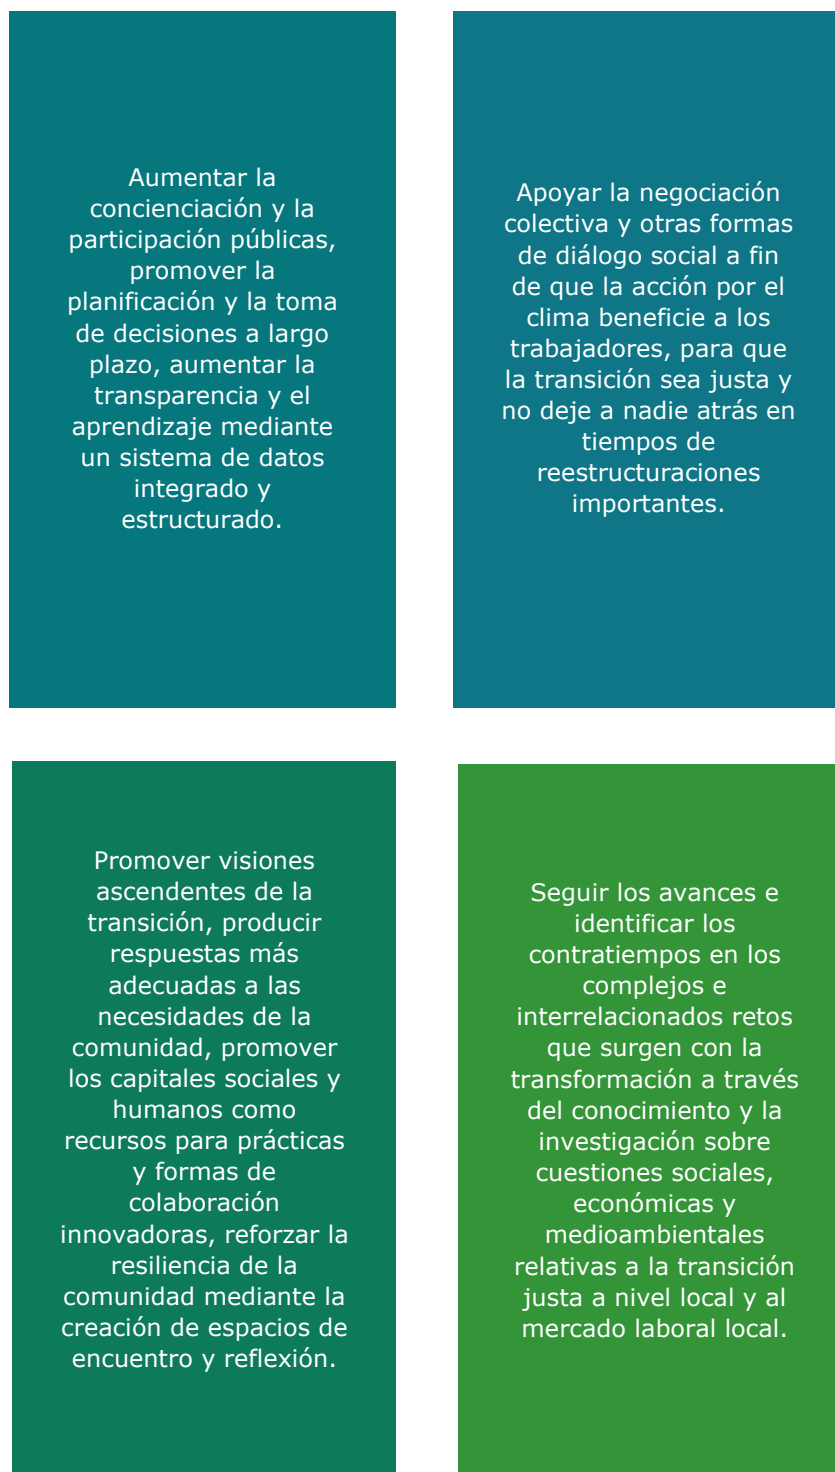 Aumentar la
concienciación y la
participación públicas,
promover la
planificación y la toma
de decisiones a largo
plazo, aumentar la
transparencia y el
aprendizaje mediante
un sistema de datos
integrado y
estructurado.
Apoyar la negociación
colectiva y otras formas
de diálogo social a fin
de que la acción por el
clima beneficie a los
trabajadores, para que
la transición sea justa y
no deje a nadie atrás en
tiempos de
reestructuraciones
importantes.
Promover visiones
ascendentes de la
transición, producir
respuestas más
adecuadas a las
necesidades de la
comunidad, promover
los capitales sociales y
humanos como
recursos para prácticas
y formas de
colaboración
innovadoras, reforzar la
resiliencia de la
comunidad mediante la
creación de espacios de
encuentro y reflexión.
Seguir los avances e
identificar los
contratiempos en los
complejos e
interrelacionados retos
que surgen con la
transformación a través
del conocimiento y la
investigación sobre
cuestiones sociales,
económicas y
medioambientales
relativas a la transición
justa a nivel local y al
mercado laboral local.